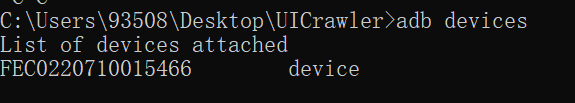 C:\Users\93508\Desktop\UICrawler>adb devices
List of devices attached
FEC0220710015466        device